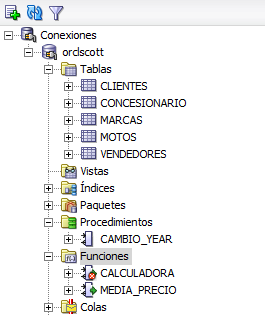 Conexiones
orclscott
Tablas
CLIENTES
CONCESIONARIO
MARCAS
MOTOS
VENDEDORES
Vistas
Índices
Paquetes
Procedimientos
CAMBIO_YEAR
Funciones
CALCULADORA
MEDIA_PRECIO
Colas